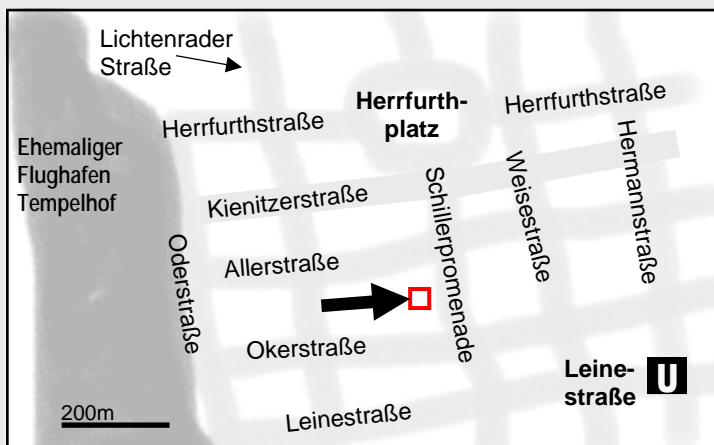 Lichtenrader
Straße
Herrfurthstraße
Herrfurth-
platz
Herrfurthstraße
Ehemaliger
Flughafen
Tempelhof
Kienitzerstraße
Schillerpromenade
Weisestraße
Hermannstraße
Oderstraße
Allerstraße
Okerstraße
Leine-
straße
U
200m
Leinestraße